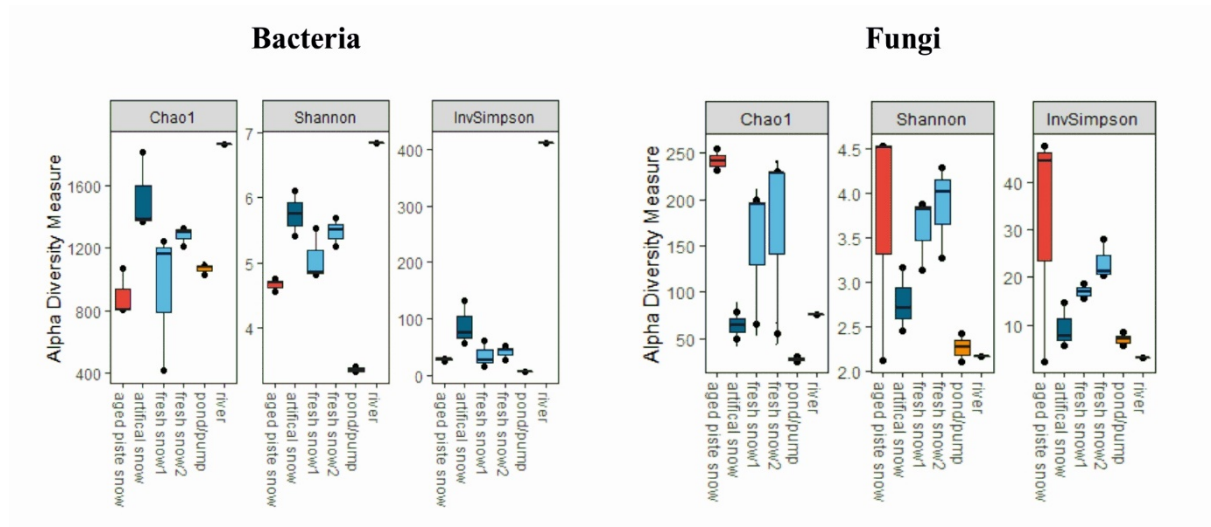 Bacteria
Fungi
Chao1
Shannon
InvSimpson
Alpha Diversity Measure
1600
1200
800
400
7
6
5
4
400
300
200
100
0
aged piste snow
artifical snow
fresh snow1
fresh snow2
pond/pump
river
aged piste snow
artifical snow
fresh snow1
fresh snow2
pond/pump
river
aged piste snow
artifical snow
fresh snow1
fresh snow2
pond/pump
river
Chao1
Shannon
InvSimpson
Alpha Diversity Measure
250
200
150
100
50
4.5
4.0
3.5
3.0
2.5
2.0
40
30
20
10
aged piste snow
artifical snow
fresh snow1
fresh snow2
pond/pump
river
aged piste snow
artifical snow
fresh snow1
fresh snow2
pond/pump
river
aged piste snow
artifical snow
fresh snow1
fresh snow2
pond/pump
river